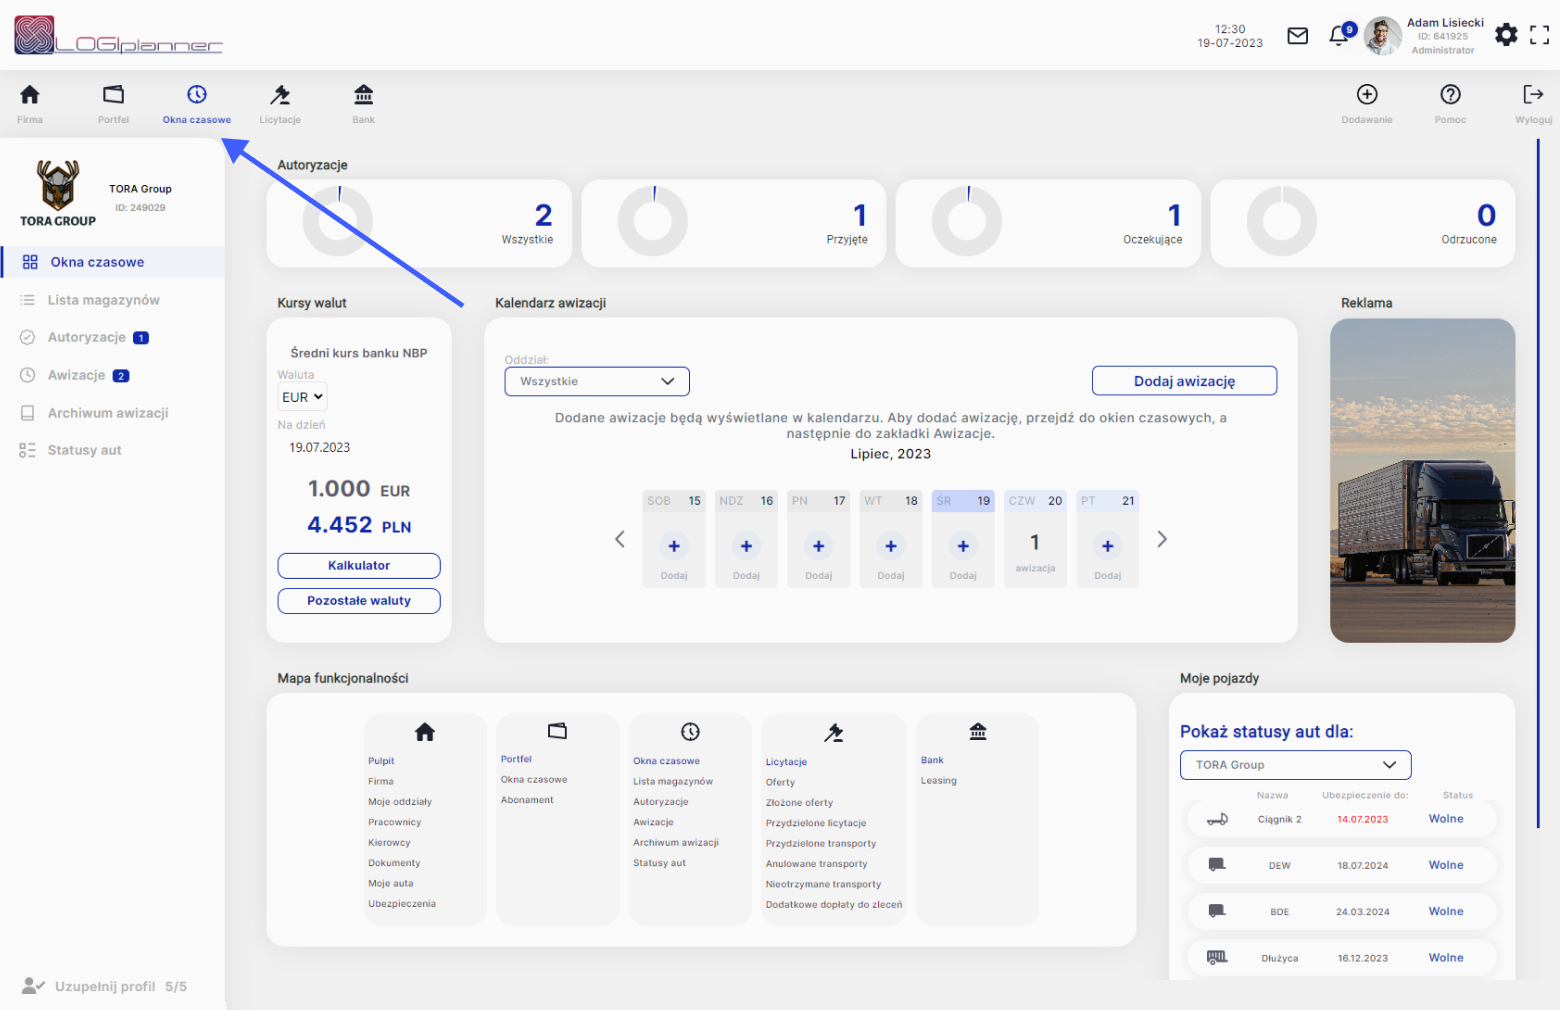 LOGIplanner
12:30
19-07-2023
9
Adam Lisiecki
ID: 641925
Administrator
Firma
Portfel
Okna czasowe
Licytacje
Bank
Dodawanie
Pomoc
Wyloguj
TORA GROUP
TORA Group
ID: 249029
Okna czasowe
Lista magazynów
Autoryzacje 1
Awizacje 2
Archiwum awizacji
Statusy aut
Uzupełnij profil 5/5
Autoryzacje
2
Wszystkie
1
Przyjęte
1
Oczekujące
0
Odrzucone
Kursy walut
Średni kurs banku NBP
Waluta
EUR
Na dzień
19.07.2023
1.000 EUR
4.452 PLN
Kalkulator
Pozostałe waluty
Kalendarz awizacji
Oddział:
Wszystkie
Dodaj awizację
Dodane awizacje będą wyświetlane w kalendarzu. Aby dodać awizację, przejdź do okien czasowych, a
następnie do zakładki Awizacje.
Lipiec, 2023
SOB 15
+
Dodaj
NDZ 16
+
Dodaj
PN 17
+
Dodaj
WT 18
+
Dodaj
ŚR 19
+
Dodaj
CZW 20
1
awizacja
PT 21
+
Dodaj
Reklama
Mapa funkcjonalności
Pulpit
Firma
Moje oddziały
Pracownicy
Kierowcy
Dokumenty
Moje auta
Ubezpieczenia
Portfel
Okna czasowe
Abonament
Okna czasowe
Lista magazynów
Autoryzacje
Awizacje
Archiwum awizacji
Statusy aut
Licytacje
Oferty
Złożone oferty
Przydzielone licytacje
Przydzielone transporty
Anulowane transporty
Nieotrzymane transporty
Dodatkowe dopłaty do zleceń
Bank
Leasing
Moje pojazdy
Pokaż statusy aut dla:
TORA Group
Nazwa Ubezpieczenie do: Status
Ciągnik 2 14.07.2023 Wolne
DEW 18.07.2024 Wolne
BDE 24.03.2024 Wolne
Dłużyca 16.12.2023 Wolne